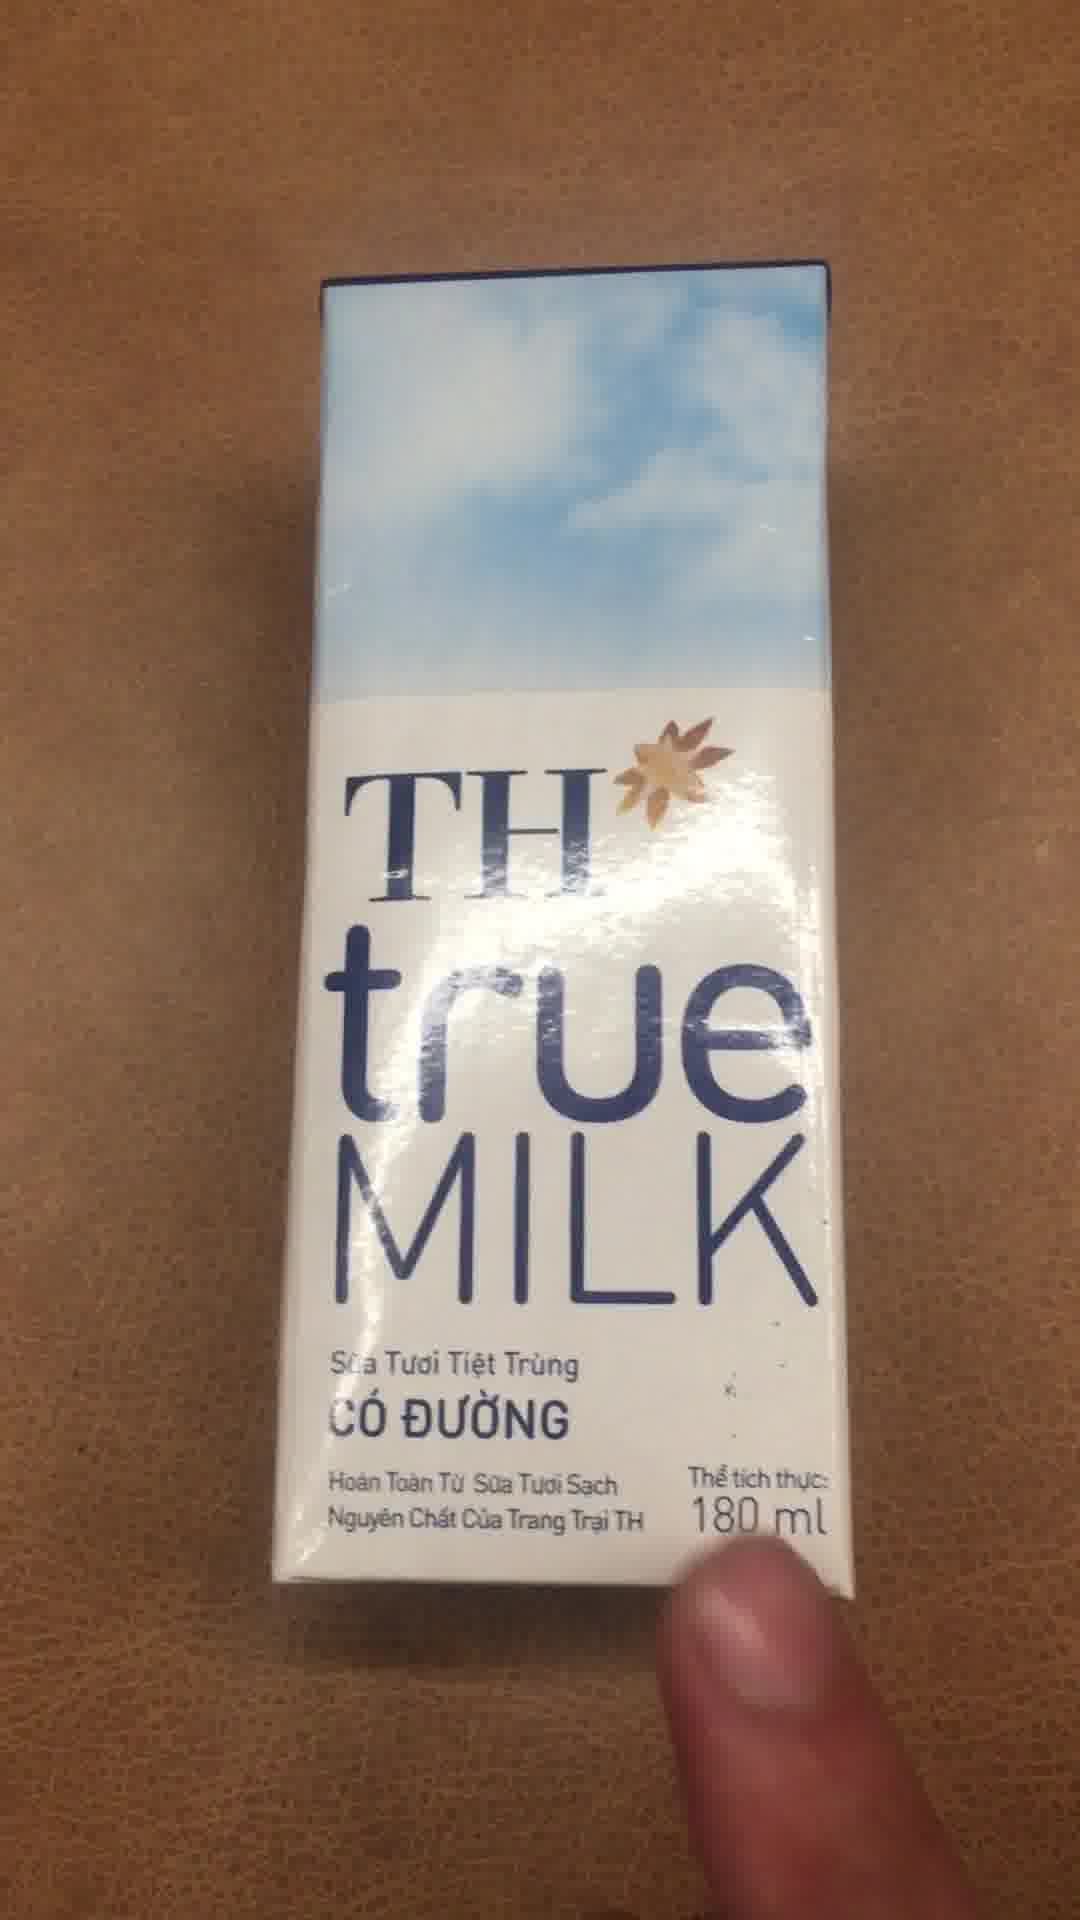 TH
true
MILK
Sữa Tươi Tiệt Trùng
CÓ ĐƯỜNG
Hoàn Toàn Từ Sữa Tươi Sạch
Nguyên Chất Của Trang Trại TH
Thể tích thực:
180 ml